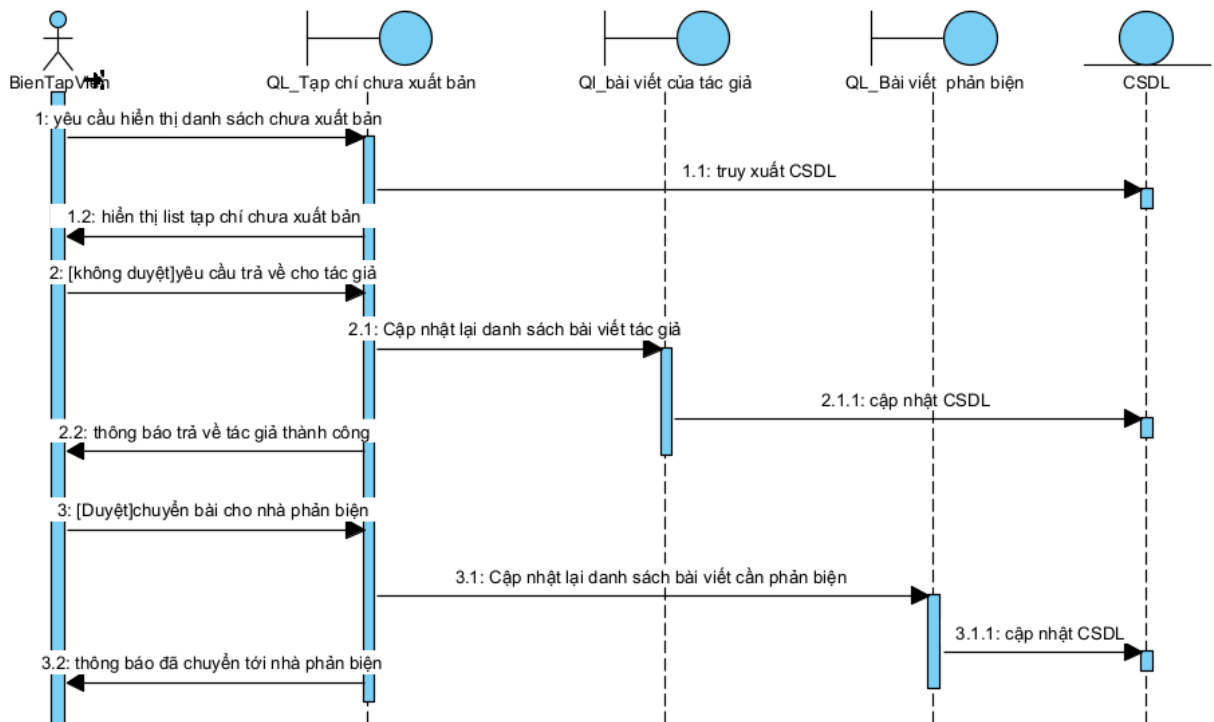 BienTapVien
QL_Tạp chí chưa xuất bản
Ql_bài viết của tác giả
QL_Bài viết phản biện
CSDL
1: yêu cầu hiển thị danh sách chưa xuất bản
1.1: truy xuất CSDL
1.2: hiển thị list tạp chí chưa xuất bản
2: [không duyệt]yêu cầu trả về cho tác giả
2.1: Cập nhật lại danh sách bài viết tác giả
2.1.1: cập nhật CSDL
2.2: thông báo trả về tác giả thành công
3: [Duyệt]chuyển bài cho nhà phản biện
3.1: Cập nhật lại danh sách bài viết cần phản biện
3.1.1: cập nhật CSDL
3.2: thông báo đã chuyển tới nhà phản biện